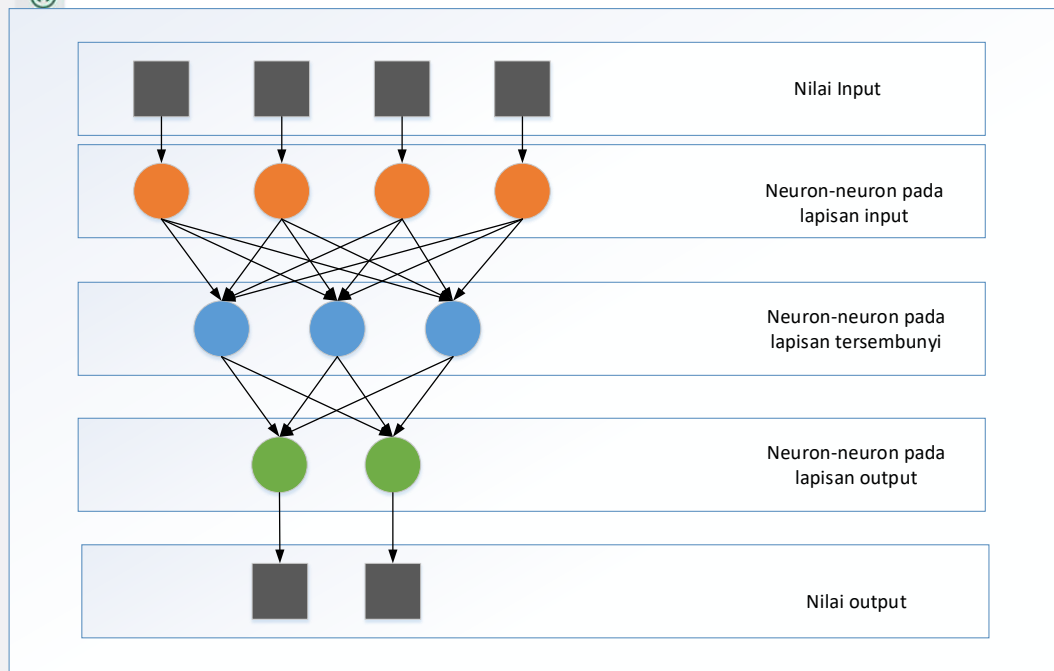 Nilai Input
Neuron-neuron pada
lapisan input
Neuron-neuron pada
lapisan tersembunyi
Neuron-neuron pada
lapisan output
Nilai output